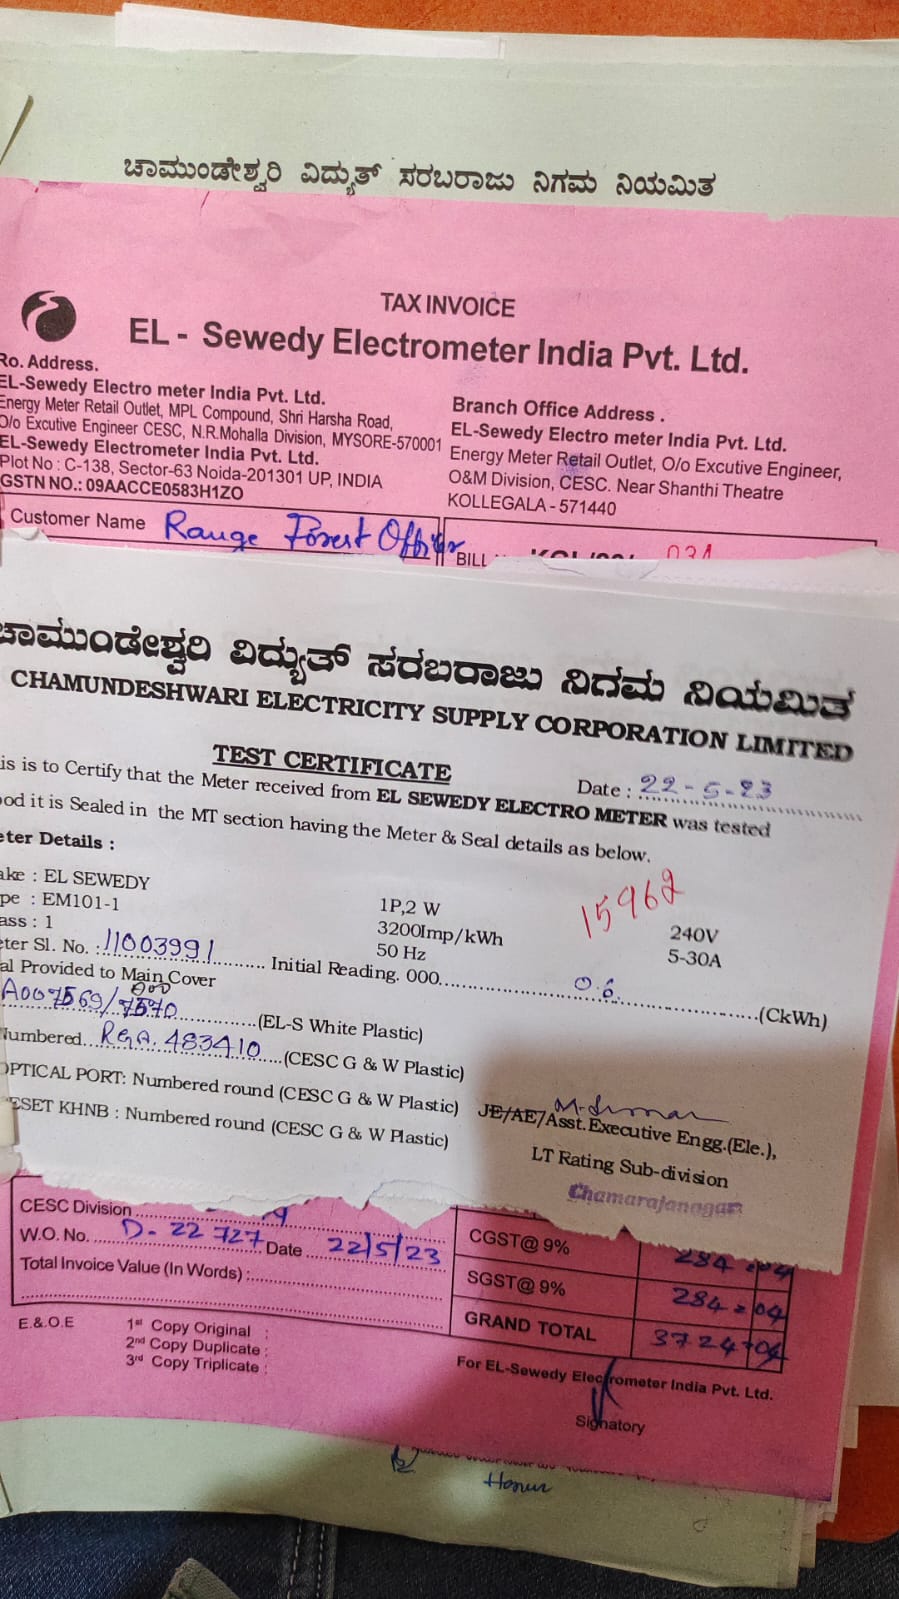 ಚಾಮುಂಡೇಶ್ವರಿ ವಿದ್ಯುತ್ ಸರಬರಾಜು ನಿಗಮ ನಿಯಮಿತ
TAX INVOICE
EL - Sewedy Electrometer India Pvt. Ltd.
Ro. Address.
EL-Sewedy Electro meter India Pvt. Ltd.
Energy Meter Retail Outlet, MPL Compound, Shri Harsha Road,
O/o Excutive Engineer CESC, N.R.Mohalla Division, MYSORE-570001
EL-Sewedy Electrometer India Pvt. Ltd.
Plot No : C-138, Sector-63 Noida-201301 UP, INDIA
GSTN NO.: 09AACCE0583H1ZO
Branch Office Address .
EL-Sewedy Electro meter India Pvt. Ltd.
Energy Meter Retail Outlet, O/o Excutive Engineer,
O&M Division, CESC. Near Shanthi Theatre
KOLLEGALA - 571440
Customer Name Range Forest Officer
BILL
ಚಾಮುಂಡೇಶ್ವರಿ ವಿದ್ಯುತ್ ಸರಬರಾಜು ನಿಗಮ ನಿಯಮಿತ
CHAMUNDESHWARI ELECTRICITY SUPPLY CORPORATION LIMITED
TEST CERTIFICATE
Date : 22-5-23
is is to Certify that the Meter received from EL SEWEDY ELECTRO METER was tested
ood it is Sealed in the MT section having the Meter & Seal details as below.
eter Details :
ake : EL SEWEDY
pe : EM101-1 1P,2 W 15962 240V
ass : 1 3200Imp/kWh 5-30A
eter Sl. No. : 11003991 50 Hz
Initial Reading. 000 0.6 (CkWh)
al Provided to Main Cover
A007569/7570 (EL-S White Plastic)
Numbered RGA. 483410 (CESC G & W Plastic)
OPTICAL PORT: Numbered round (CESC G & W Plastic)
ESET KHNB : Numbered round (CESC G & W Plastic)
JE/AE/Asst. Executive Engg.(Ele.),
LT Rating Sub-division
Chamarajanagar
CESC Division
W.O. No. D-22727 Date 22/5/23
Total Invoice Value (In Words) :
CGST@ 9% 284=04
SGST@ 9% 284=04
GRAND TOTAL 3724=04
E.&.O.E
1st Copy Original :
2nd Copy Duplicate :
3rd Copy Triplicate :
For EL-Sewedy Electrometer India Pvt. Ltd.
Signatory